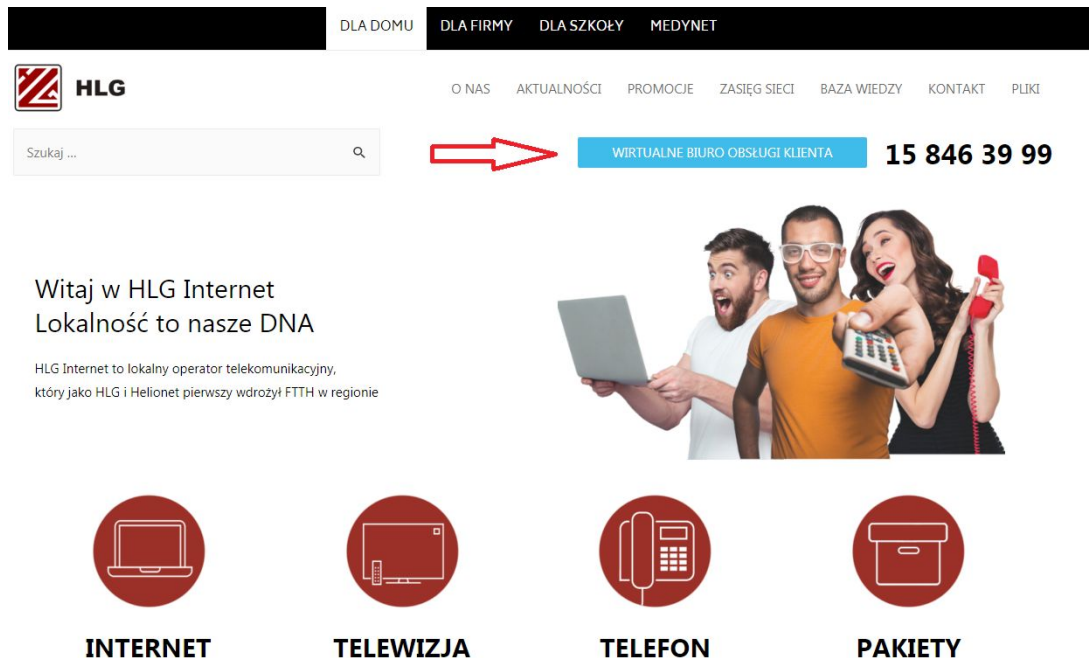 DLA DOMU DLA FIRMY DLA SZKOŁY MEDYNET
HLG
O NAS AKTUALNOŚCI PROMOCJE ZASIĘG SIECI BAZA WIEDZY KONTAKT PLIKI
Szukaj ...
WIRTUALNE BIURO OBSŁUGI KLIENTA
15 846 39 99
Witaj w HLG Internet
Lokalność to nasze DNA
HLG Internet to lokalny operator telekomunikacyjny,
który jako HLG i Helionet pierwszy wdrożył FTTH w regionie
INTERNET TELEWIZJA TELEFON PAKIETY